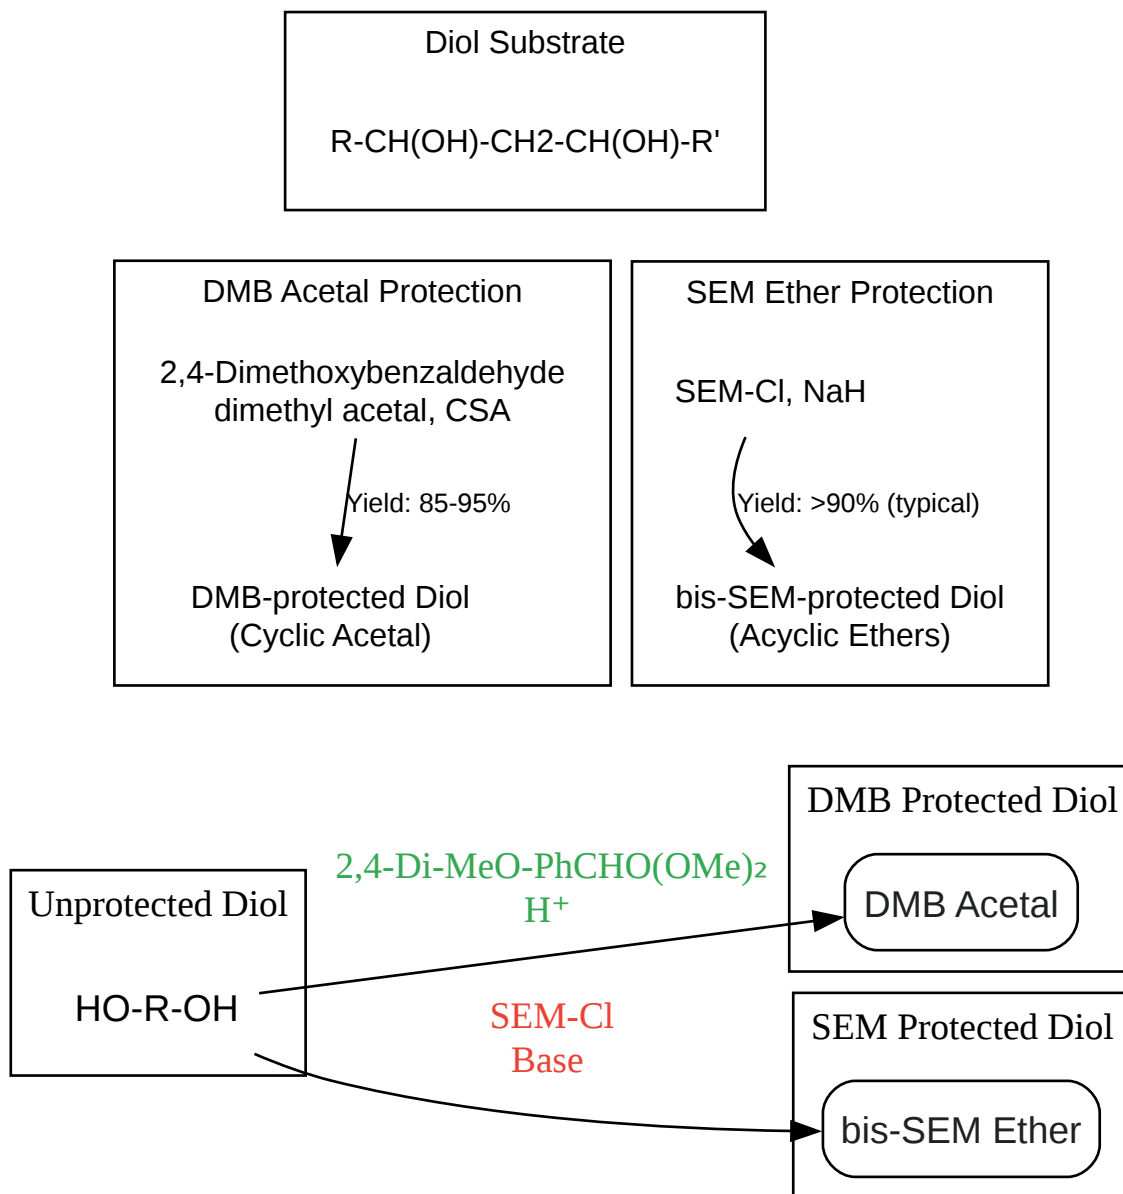 Diol Substrate
R-CH(OH)-CH2-CH(OH)-R'
DMB Acetal Protection
2,4-Dimethoxybenzaldehyde
dimethyl acetal, CSA
Yield: 85-95%
DMB-protected Diol
(Cyclic Acetal)
SEM Ether Protection
SEM-Cl, NaH
Yield: >90% (typical)
bis-SEM-protected Diol
(Acyclic Ethers)
Unprotected Diol
HO-R-OH
2,4-Di-MeO-PhCHO(OMe)₂
H⁺
SEM-Cl
Base
DMB Protected Diol
DMB Acetal
SEM Protected Diol
bis-SEM Ether